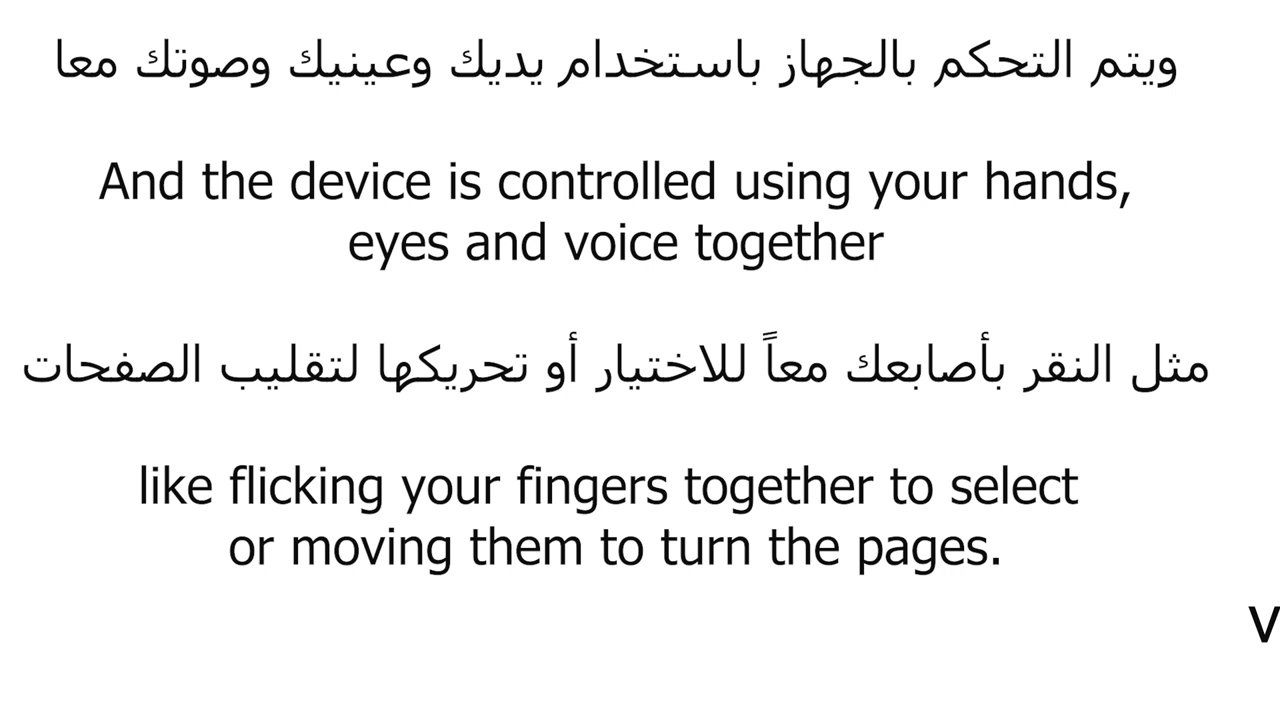 ويتم التحكم بالجهاز باستخدام يديك وعينيك وصوتك معا
And the device is controlled using your hands,
eyes and voice together
مثل النقر بأصابعك معاً للاختيار أو تحريكها لتقليب الصفحات
like flicking your fingers together to select
or moving them to turn the pages.
٧